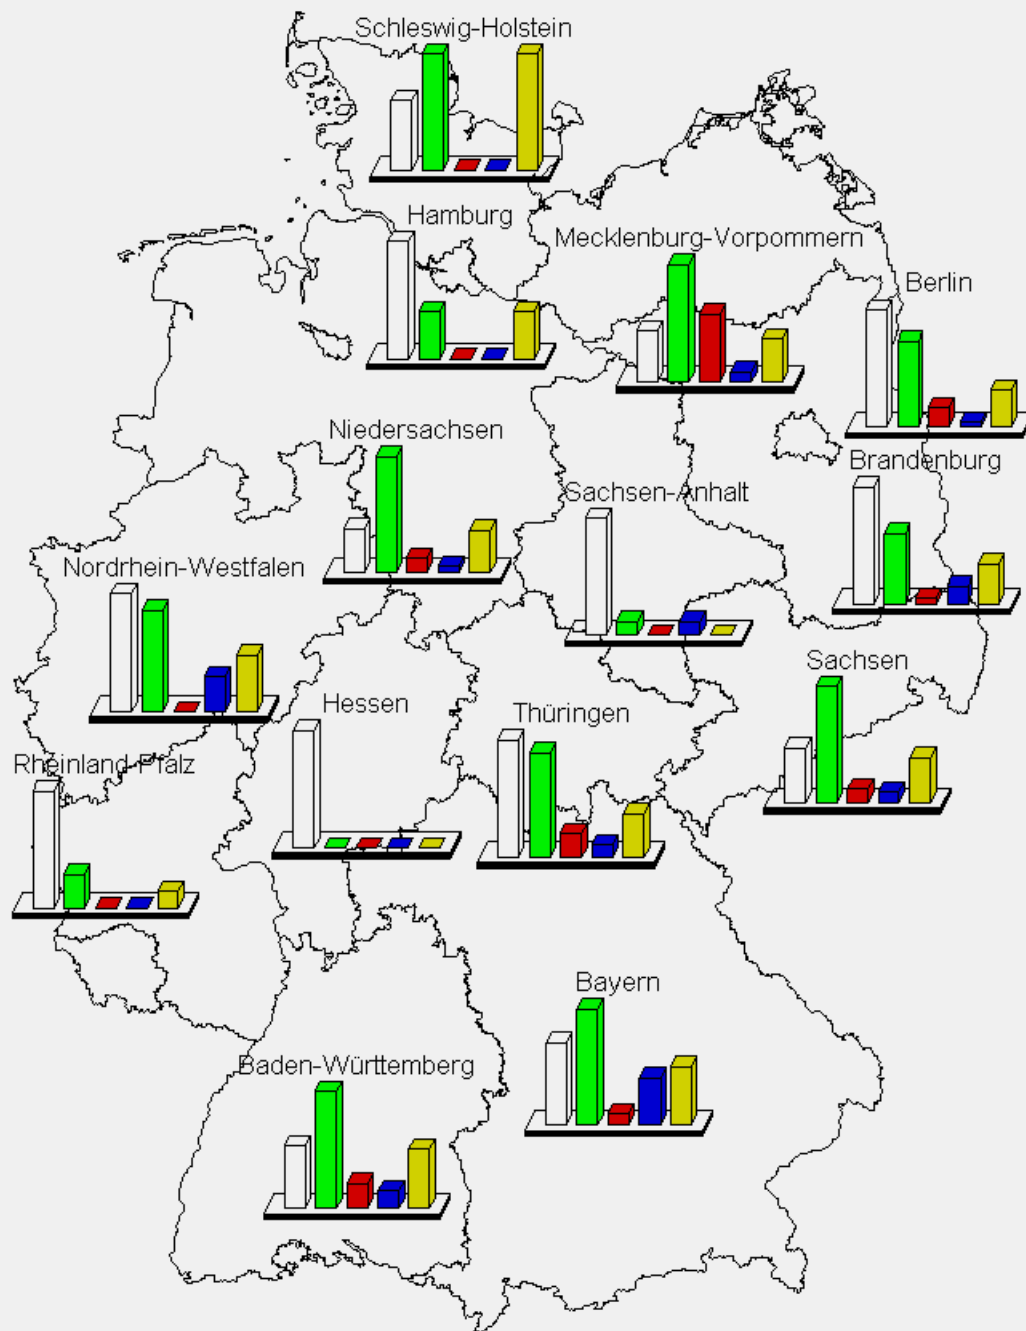 Schleswig-Holstein
Hamburg
Mecklenburg-Vorpommern
Berlin
Niedersachsen
Brandenburg
Sachsen-Anhalt
Nordrhein-Westfalen
Sachsen
Hessen
Thüringen
Rheinland-Pfalz
Bayern
Baden-Württemberg